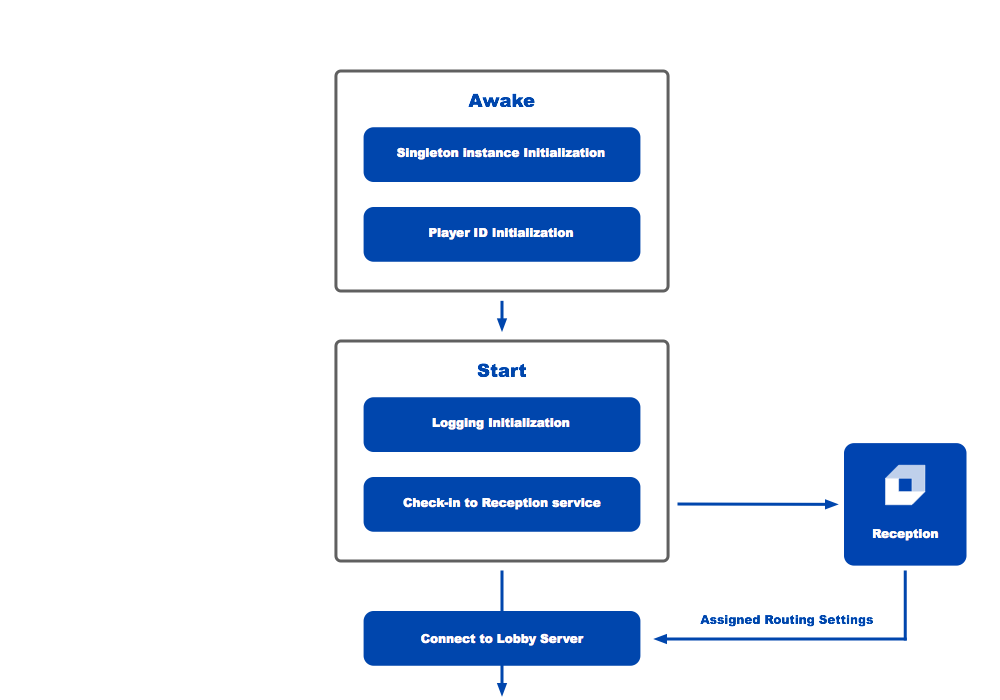 Awake
Singleton Instance Initialization
Player ID Initialization
Start
Logging Initialization
Check-in to Reception service
Reception
Assigned Routing Settings
Connect to Lobby Server